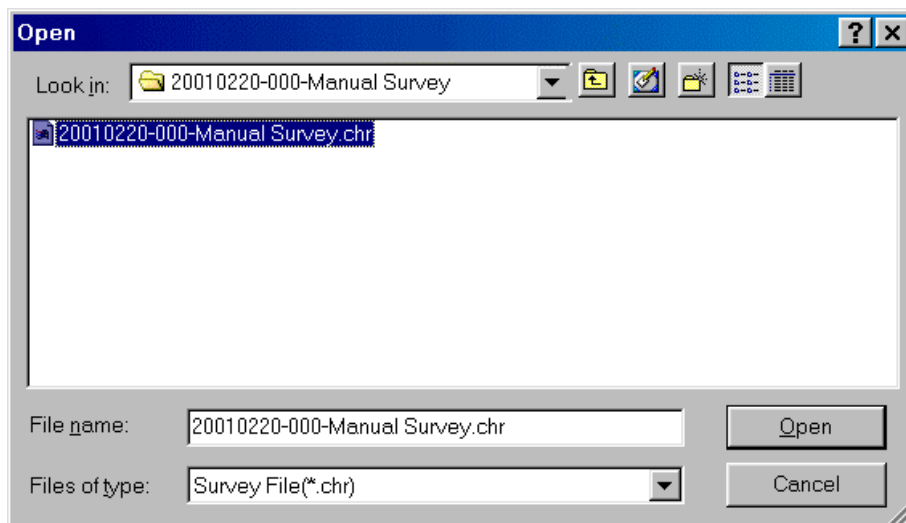 Open
Look in: 20010220-000-Manual Survey
20010220-000-Manual Survey.chr
File name: 20010220-000-Manual Survey.chr Open
Files of type: Survey File(*.chr) Cancel